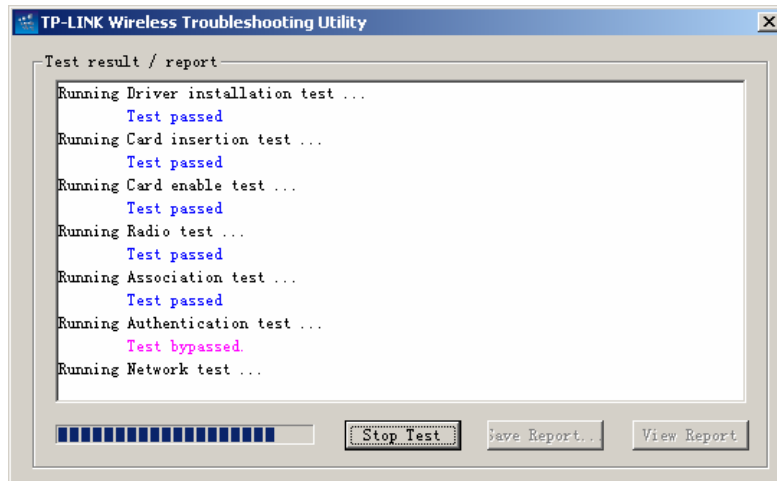 TP-LINK Wireless Troubleshooting Utility
Test result / report
Running Driver installation test ...
Test passed
Running Card insertion test ...
Test passed
Running Card enable test ...
Test passed
Running Radio test ...
Test passed
Running Association test ...
Test passed
Running Authentication test ...
Test bypassed.
Running Network test ...
Stop Test Save Report... View Report